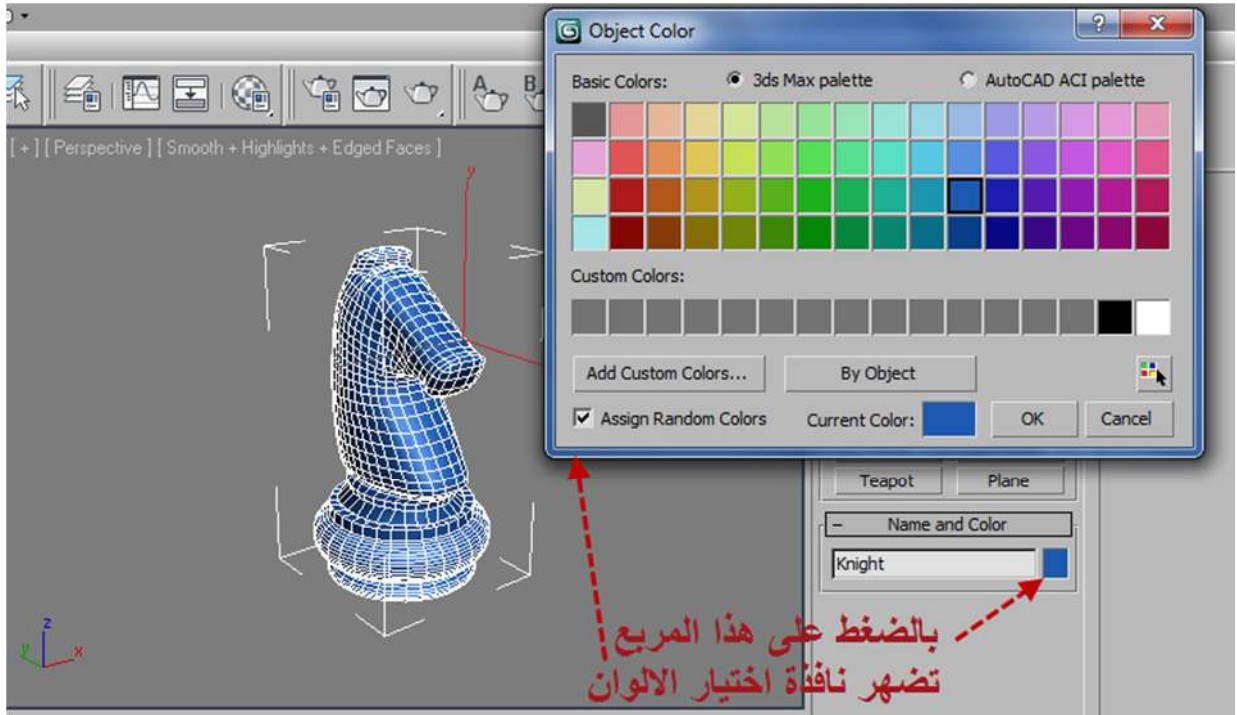 Object Color
?
X
Basic Colors:
3ds Max palette
AutoCAD ACI palette
A
B
[ + ] [ Perspective ] [ Smooth + Highlights + Edged Faces ]
y
Custom Colors:
Add Custom Colors...
By Object
Assign Random Colors
Current Color:
OK
Cancel
Teapot
Plane
- Name and Color
Knight
بالضغط على هذا المربع
تضهر نافذة اختيار الالوان
z
y
x